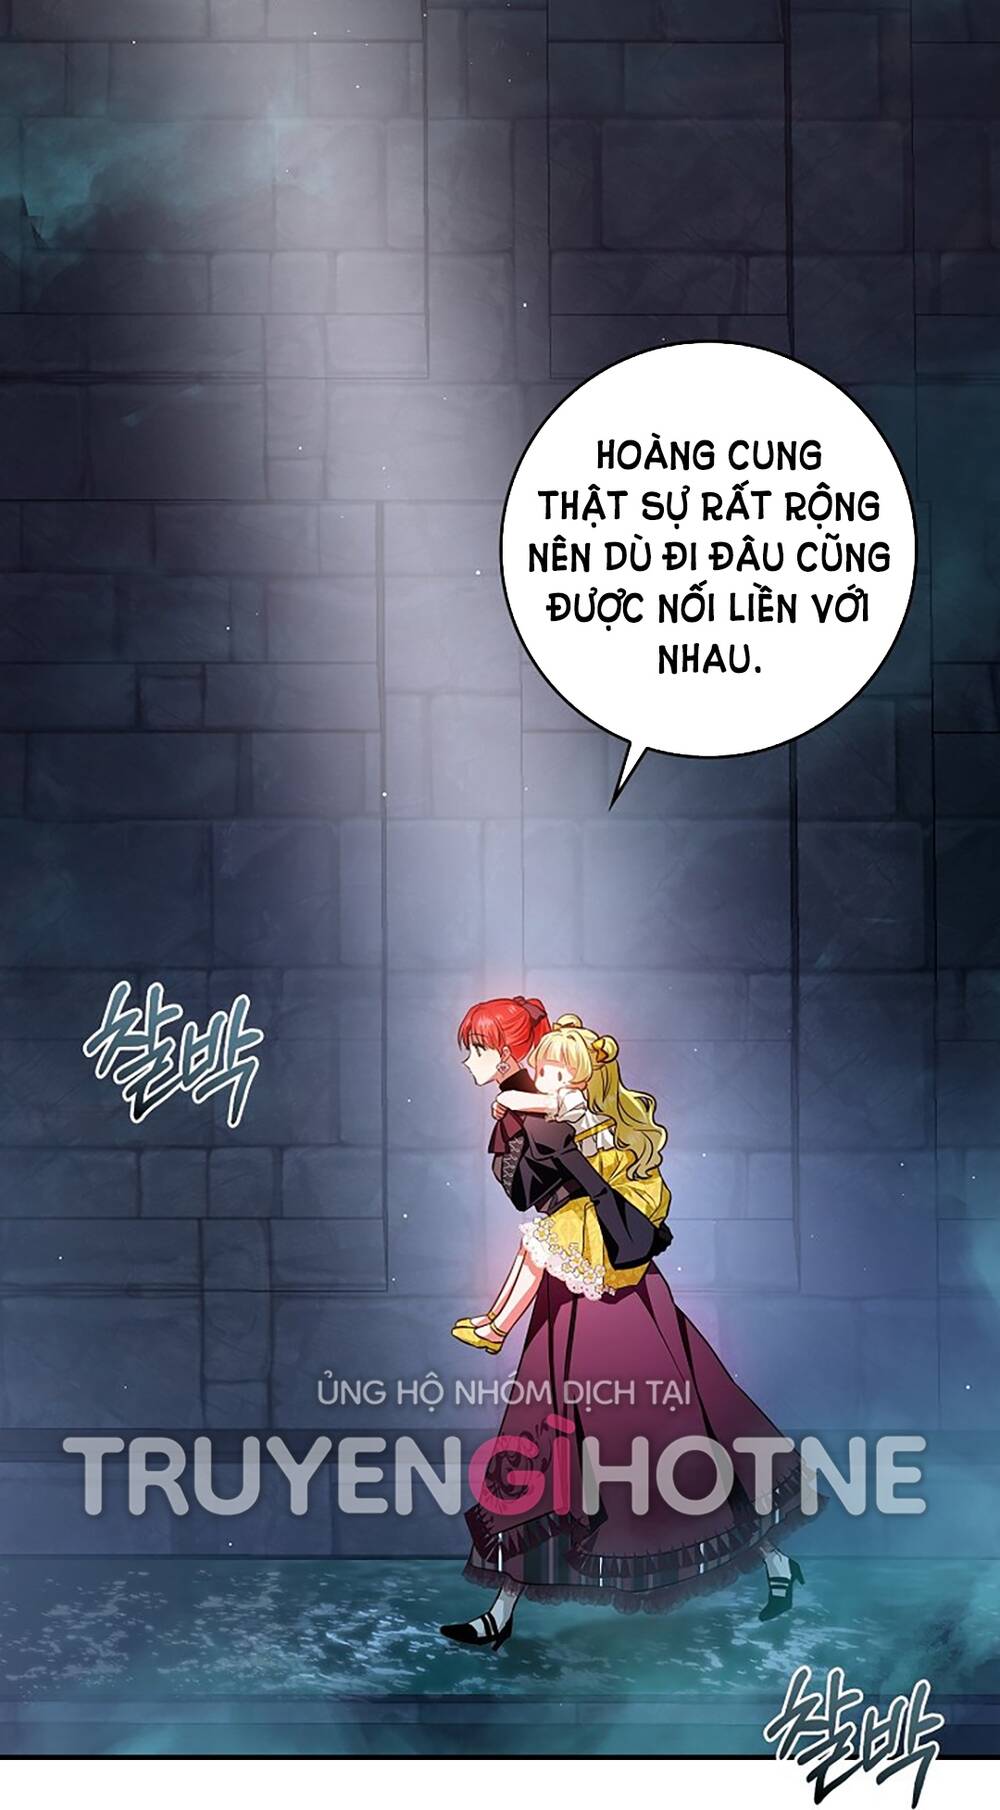 HOÀNG CUNG
THẬT SỰ RẤT RỘNG
NÊN DÙ ĐI ĐÂU CŨNG
ĐƯỢC NỐI LIỀN VỚI
NHAU.
찰박
ỦNG HỘ NHÓM DỊCH TẠI
TRUYENGÌHOTNE
찰박